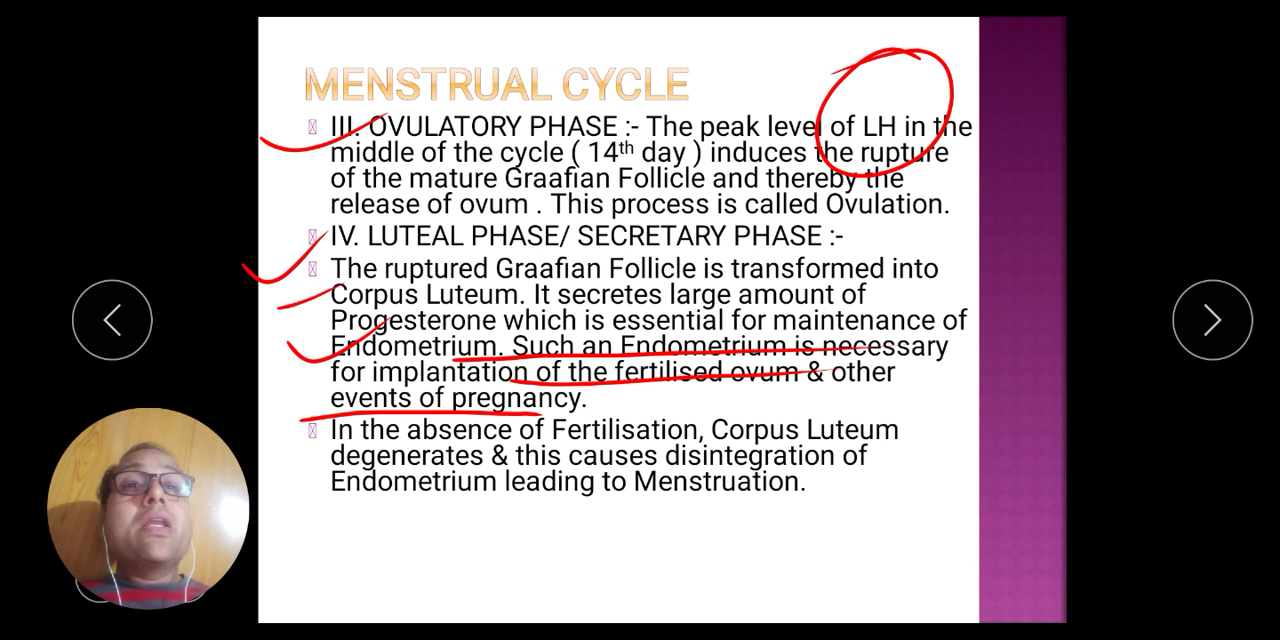 MENSTRUAL CYCLE
III. OVULATORY PHASE :- The peak level of LH in the
middle of the cycle ( 14th day ) induces the rupture
of the mature Graafian Follicle and thereby the
release of ovum . This process is called Ovulation.
IV. LUTEAL PHASE/ SECRETARY PHASE :-
The ruptured Graafian Follicle is transformed into
Corpus Luteum. It secretes large amount of
Progesterone which is essential for maintenance of
Endometrium. Such an Endometrium is necessary
for implantation of the fertilised ovum & other
events of pregnancy.
In the absence of Fertilisation, Corpus Luteum
degenerates & this causes disintegration of
Endometrium leading to Menstruation.